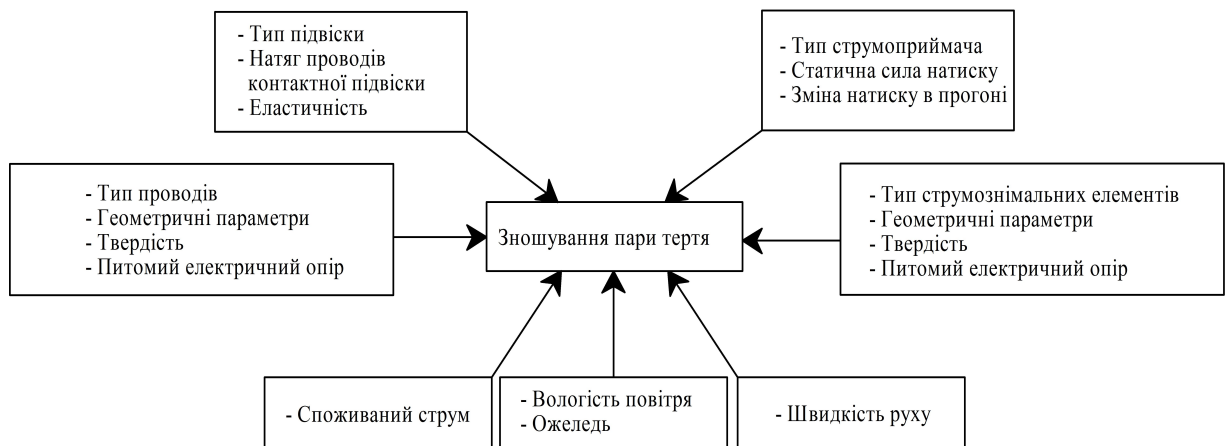 - Тип підвіски
- Натяг проводів
контактної підвіски
- Еластичність
- Тип струмоприймача
- Статична сила натиску
- Зміна натиску в прогоні
- Тип проводів
- Геометричні параметри
- Твердість
- Питомий електричний опір
Зношування пари тертя
- Тип струмознімальних елементів
- Геометричні параметри
- Твердість
- Питомий електричний опір
- Споживаний струм
- Вологість повітря
- Ожеледь
- Швидкість руху